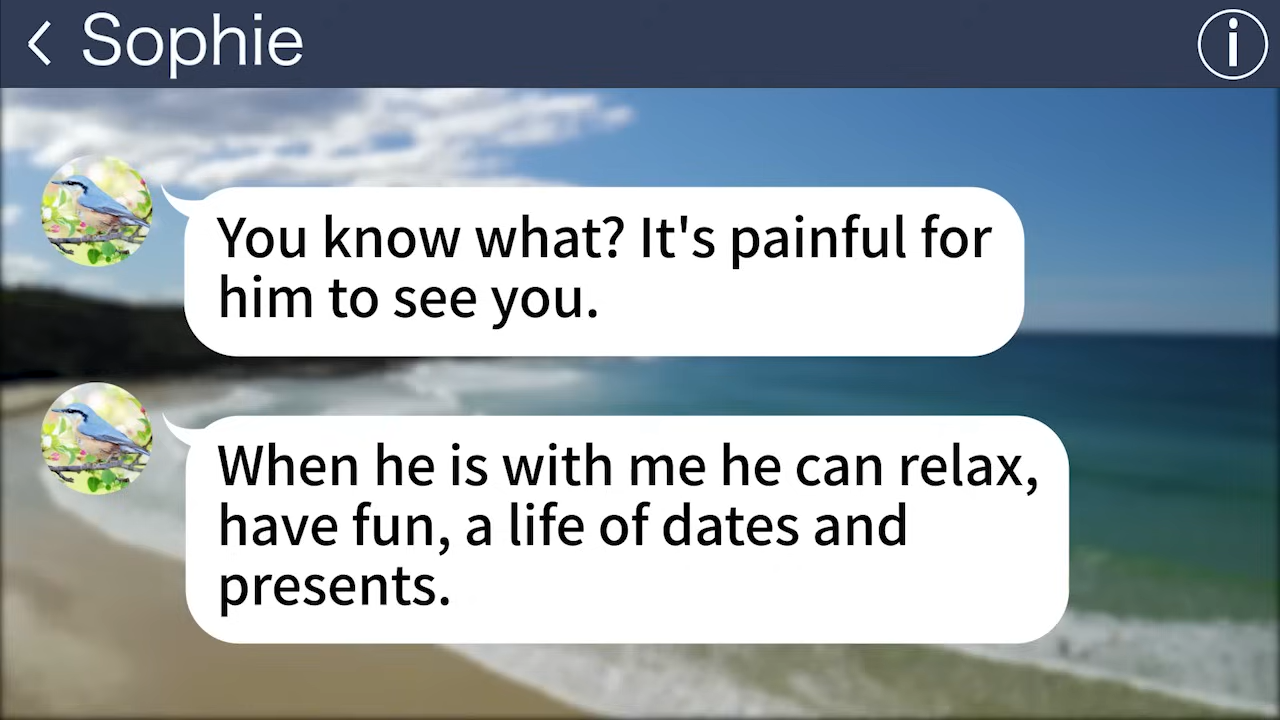 Sophie
You know what? It's painful for
him to see you.
When he is with me he can relax,
have fun, a life of dates and
presents.